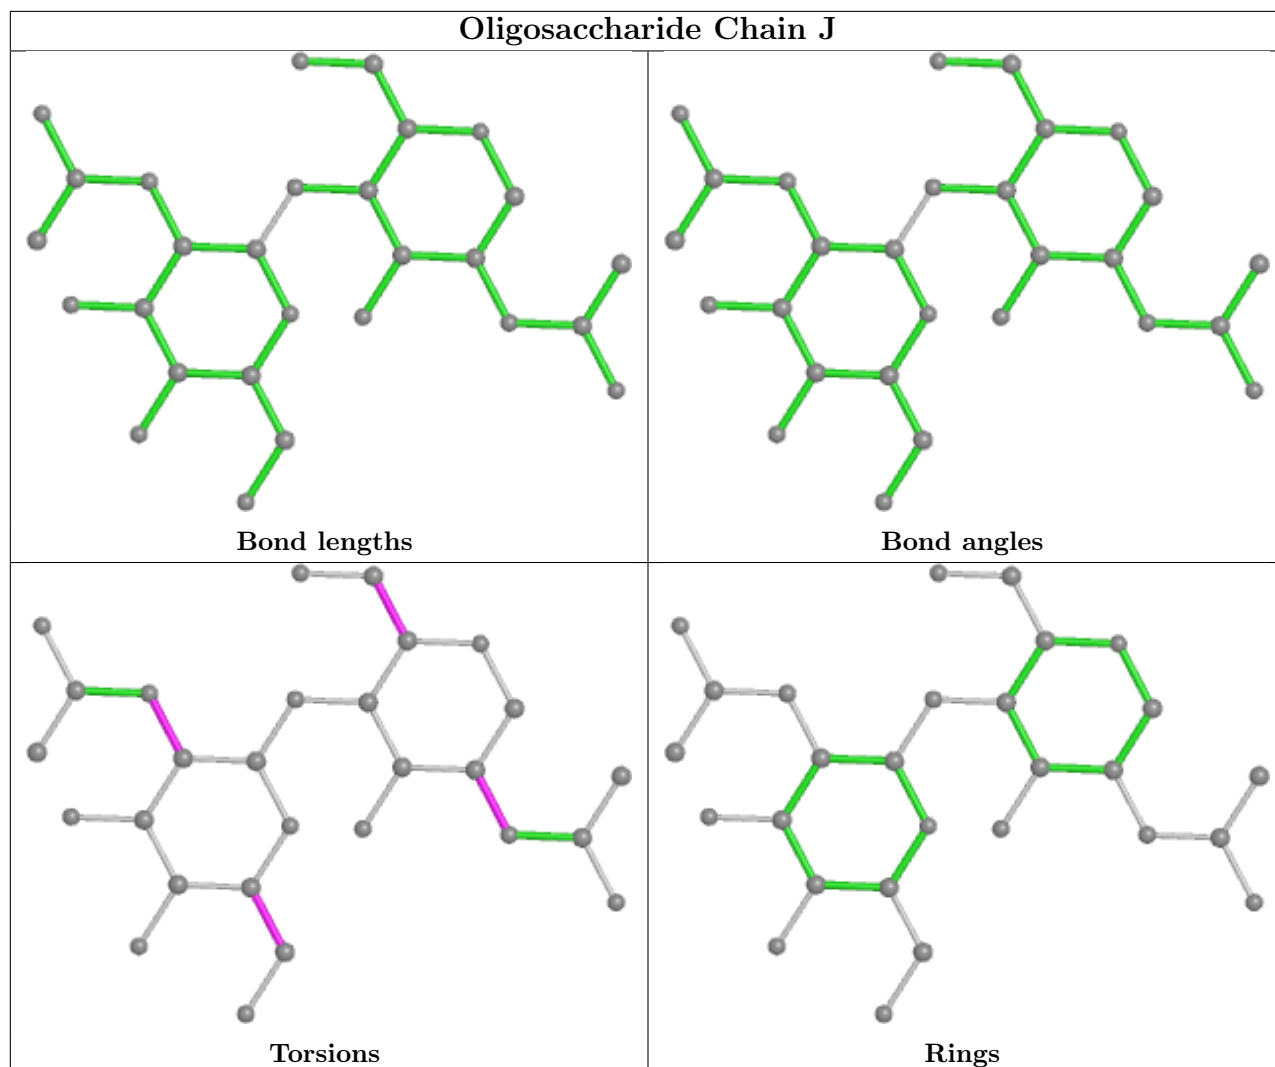 Oligosaccharide Chain J
Bond lengths
Bond angles
Torsions
Rings